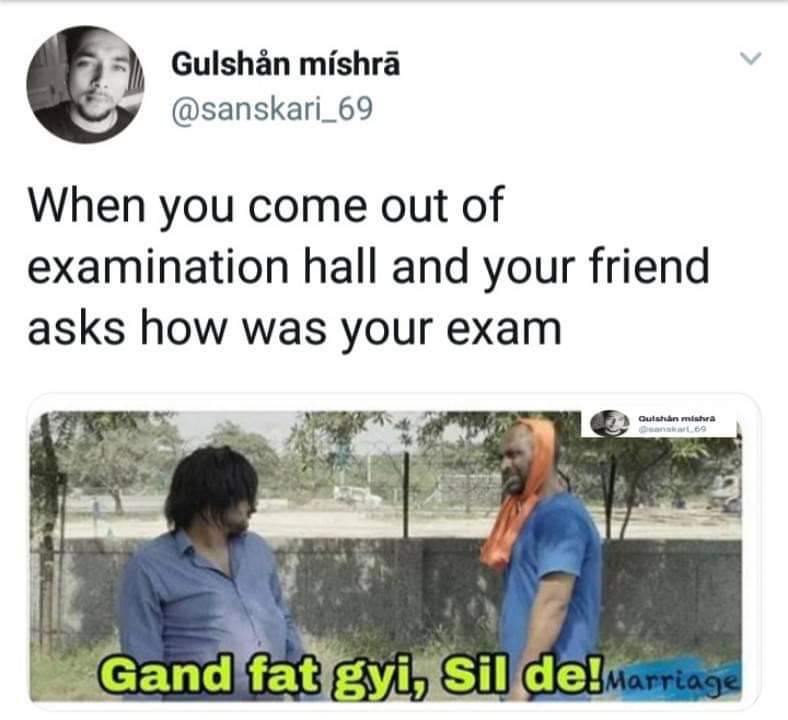 Gulshån míshrā
@sanskari_69
When you come out of
examination hall and your friend
asks how was your exam
Gulshån míshrā
@sanskari_69
Gand fat gyi, Sil de!
Marriage